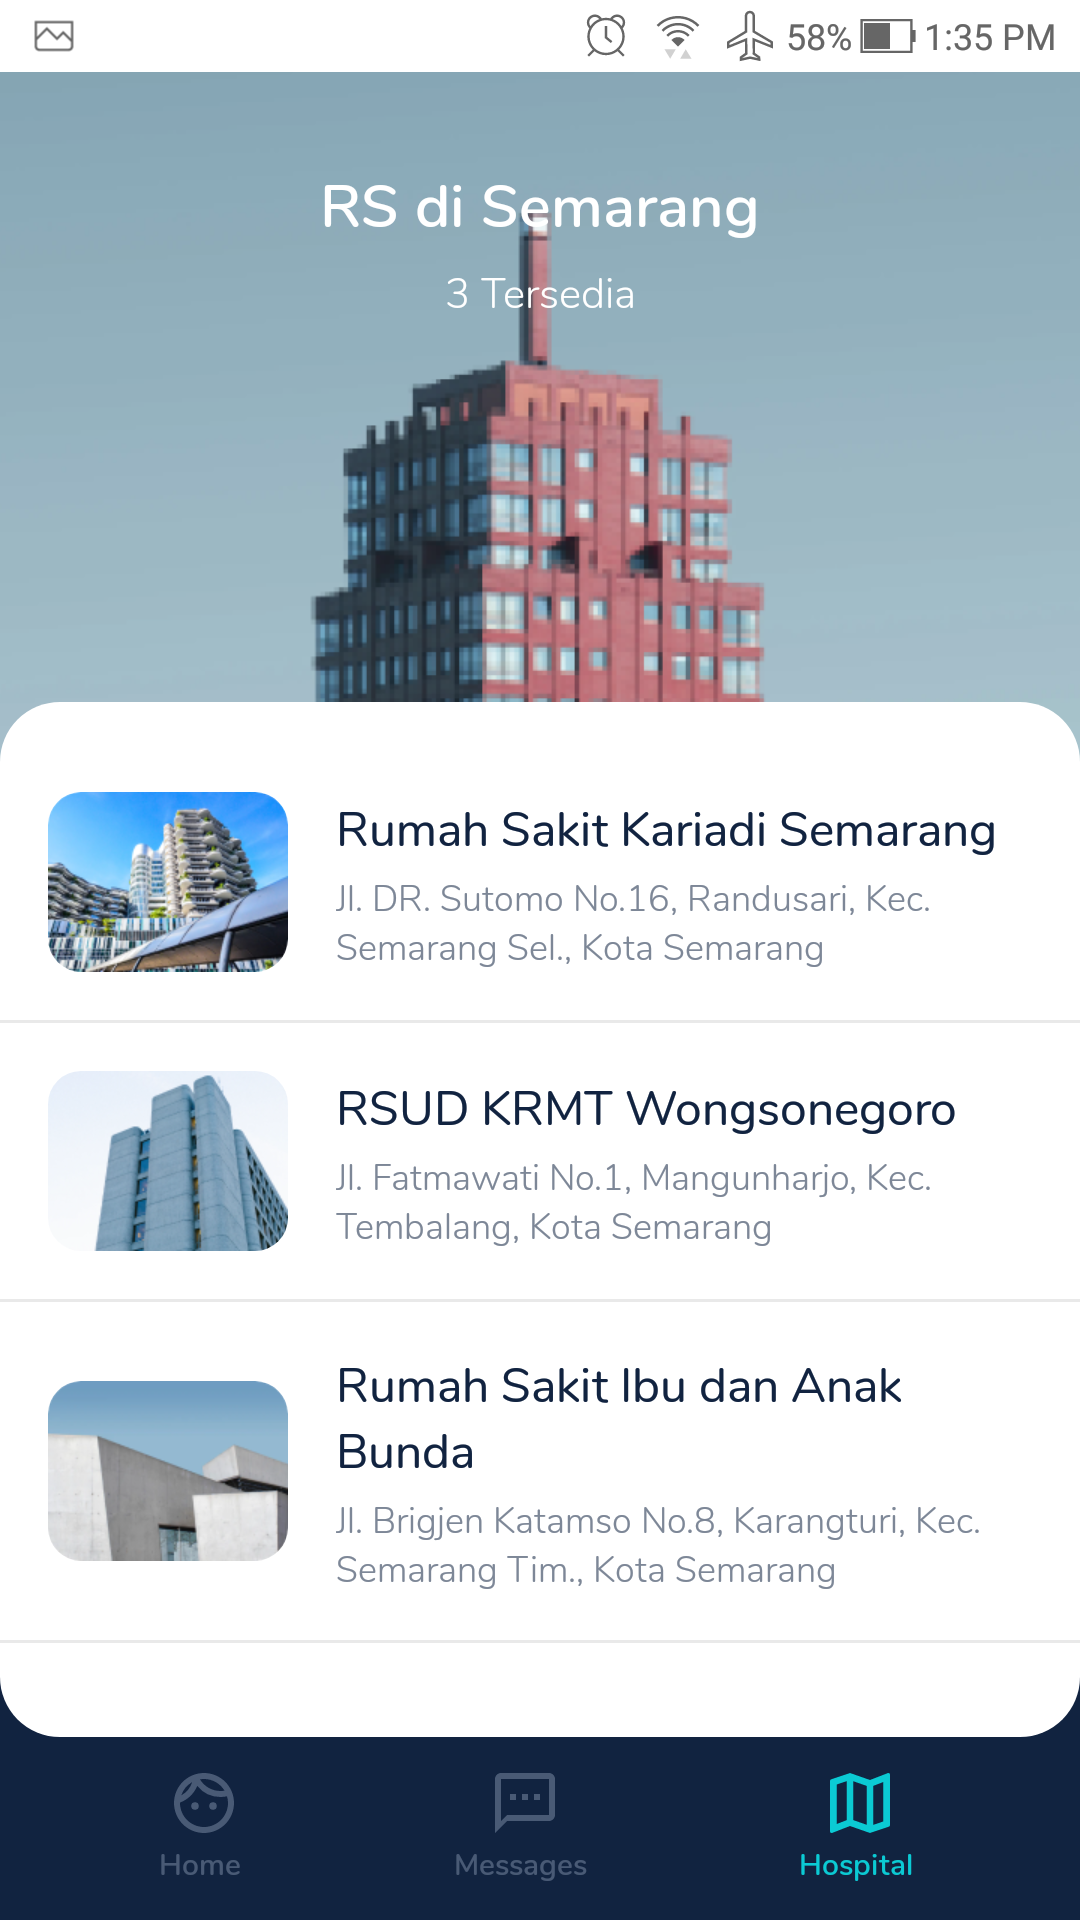 58% 1:35 PM
RS di Semarang
3 Tersedia
Rumah Sakit Kariadi Semarang
Jl. DR. Sutomo No.16, Randusari, Kec.
Semarang Sel., Kota Semarang
RSUD KRMT Wongsonegoro
Jl. Fatmawati No.1, Mangunharjo, Kec.
Tembalang, Kota Semarang
Rumah Sakit Ibu dan Anak
Bunda
Jl. Brigjen Katamso No.8, Karangturi, Kec.
Semarang Tim., Kota Semarang
Home Messages Hospital